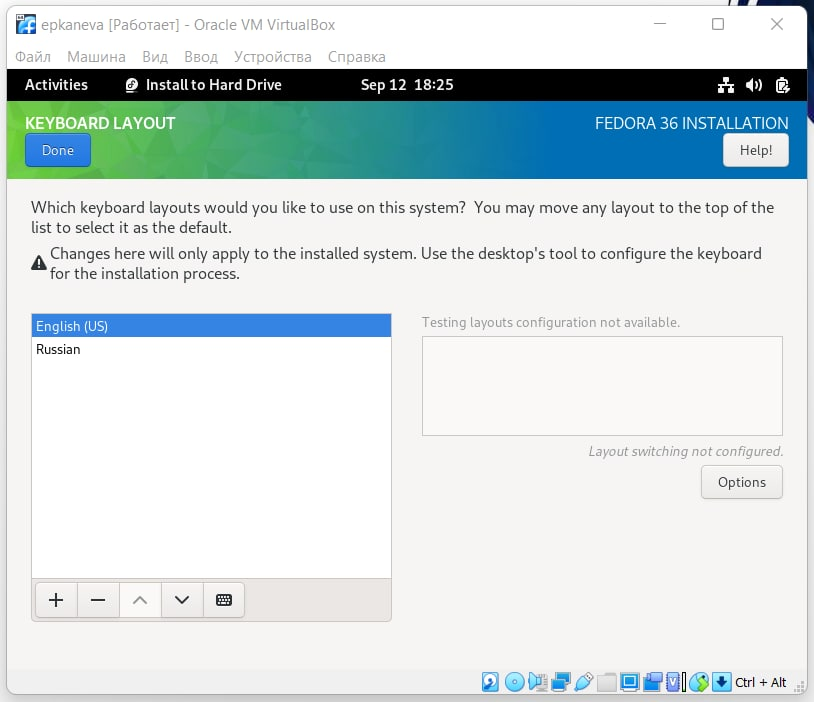 epkaneva [Работает] - Oracle VM VirtualBox
Файл Машина Вид Ввод Устройства Справка
Activities Install to Hard Drive Sep 12 18:25
KEYBOARD LAYOUT
FEDORA 36 INSTALLATION
Done
Help!
Which keyboard layouts would you like to use on this system? You may move any layout to the top of the
list to select it as the default.
Changes here will only apply to the installed system. Use the desktop's tool to configure the keyboard
for the installation process.
English (US)
Russian
Testing layouts configuration not available.
Layout switching not configured.
Options
Ctrl + Alt